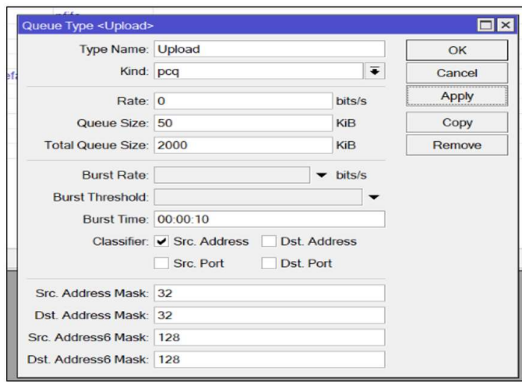 Queue Type <Upload>
Type Name: Upload
OK
Kind: pcq
Cancel
Rate: 0 bits/s
Apply
Queue Size: 50 KiB
Copy
Total Queue Size: 2000 KiB
Remove
Burst Rate: bits/s
Burst Threshold:
Burst Time: 00:00:10
Classifier: Src. Address Dst. Address
Src. Port Dst. Port
Src. Address Mask: 32
Dst. Address Mask: 32
Src. Address6 Mask: 128
Dst. Address6 Mask: 128